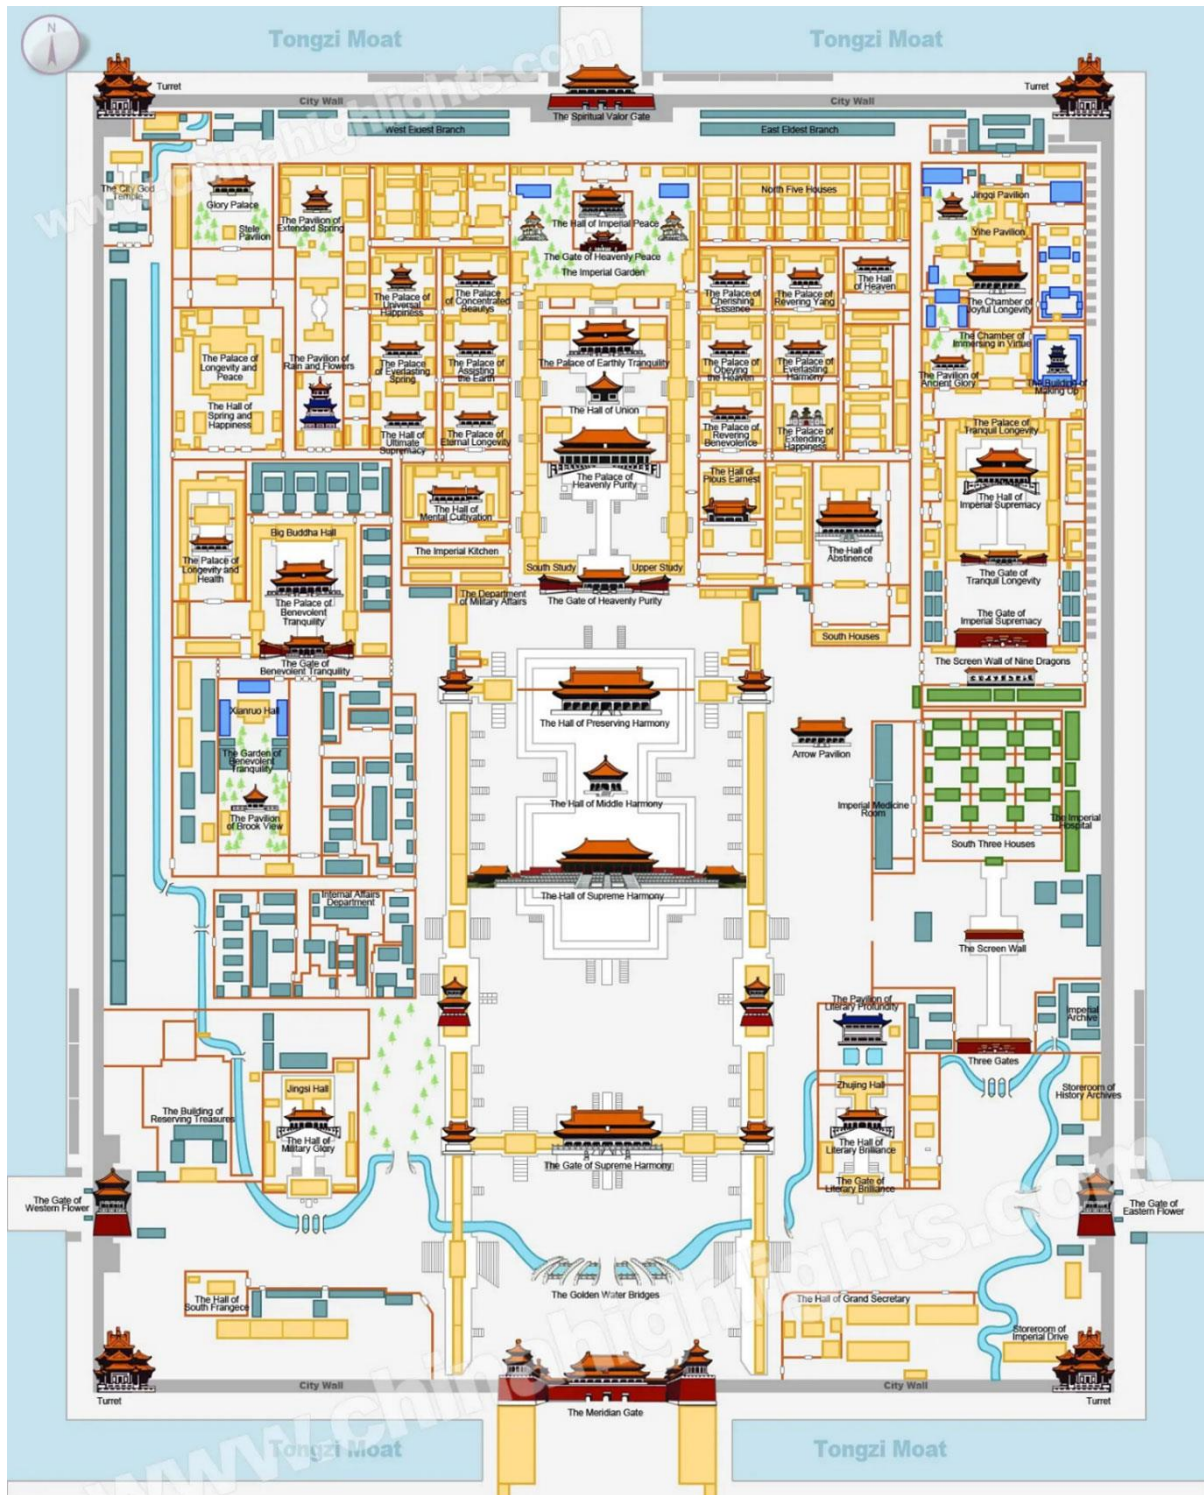 N
Tongzi Moat
Tongzi Moat
Turret
Turret
City Wall
City Wall
The Spiritual Valor Gate
West Exiest Branch
East Eldest Branch
www.chinahighlights.com
The City God
Temple
Glory Palace
Stele
Pavilion
The Pavilion of
Extended Spring
The Hall of Imperial Peace
The Gate of Heavenly Peace
The Imperial Garden
North Five Houses
Jingqi Pavilion
Yihe Pavilion
The Palace of
Universal
Happiness
The Palace of
Concentrated
Beautys
The Palace of
Cherishing
Essence
The Palace of
Revering Yang
The Hall
of Heaven
The Chamber of
Joyful Longevity
The Palace of
Longevity and
Peace
The Pavilion of
Rain and Flowers
The Palace
of Everlasting
Spring
The Palace of
Assisting
the Earth
The Palace of Earthly Trtnquility
The Palace of
Obeying
the Heaven
The Palace of
Everlasting
Harmony
The Chamber of
Immersing in Virtue
The Pavilion of
Ancient Glory
The Building of
Making Up
The Hall of
Spring and
Happiness
The Hall of
Ultimate
Supremacy
The Palace of
Eternal Longevity
The Hall of Union
The Palace of
Revering
Benevolence
The Palace of
Extending
Happiness
The Palace of
Tranquil Longevity
The Palace of
Heavenly Purity
The Hall of
Pious Earnest
The Hall of
Imperial Supremacy
The Hall of
Mental Cultivation
The Imperial Kitchen
Big Buddha Hall
The Palace of
Longevity and
Health
The Hall of
Abstinence
South Study
Upper Study
The Gate of
Tranquil Longevity
The Palace of
Benevolent
Tranquility
The Department
of Military Affairs
The Gate of Heavenly Purity
The Gate of
Imperial Supremacy
South Houses
The Gate of
Benevolent Tranquility
The Screen Wall of Nine Dragons
Xianruo Hall
The Hall of Preserving Harmony
The Garden of
Benevolent
Tranquility
Arrow Pavilion
The Pavilion
of Brook View
The Hall of Middle Harmony
Imperial Medicine
Room
The Imperial
Hospital
South Three Houses
Internal Affairs
Department
The Hall of Supreme Harmony
The Screen Wall
The Pavilion of
Literary Profundity
Imperial
Archive
Three Gates
Jingsi Hall
Zhujing Hall
Storeroom of
History Archives
The Building of
Reserving Treasures
The Hall of
Military Glory
The Gate of Supreme Harmony
The Hall of
Literary Brilliance
The Gate of
Literary Brilliance
The Gate of
Western Flower
The Gate of
Eastern Flower
The Golden Water Bridges
The Hall of
South Frangece
The Hall of Grand Secretary
Storeroom of
Imperial Drive
www.chinahighlights.com
City Wall
City Wall
Turret
Turret
The Meridian Gate
Tongzi Moat
Tongzi Moat